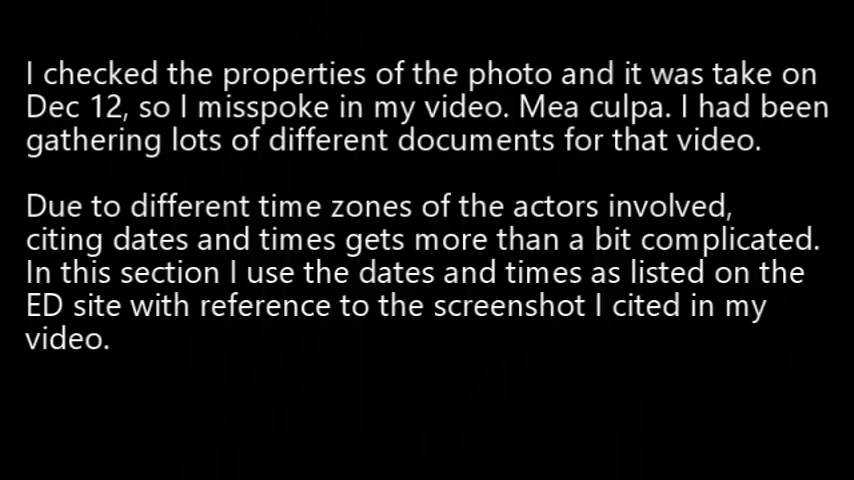 I checked the properties of the photo and it was take on
Dec 12, so I misspoke in my video. Mea culpa. I had been
gathering lots of different documents for that video.
Due to different time zones of the actors involved,
citing dates and times gets more than a bit complicated.
In this section I use the dates and times as listed on the
ED site with reference to the screenshot I cited in my
video.